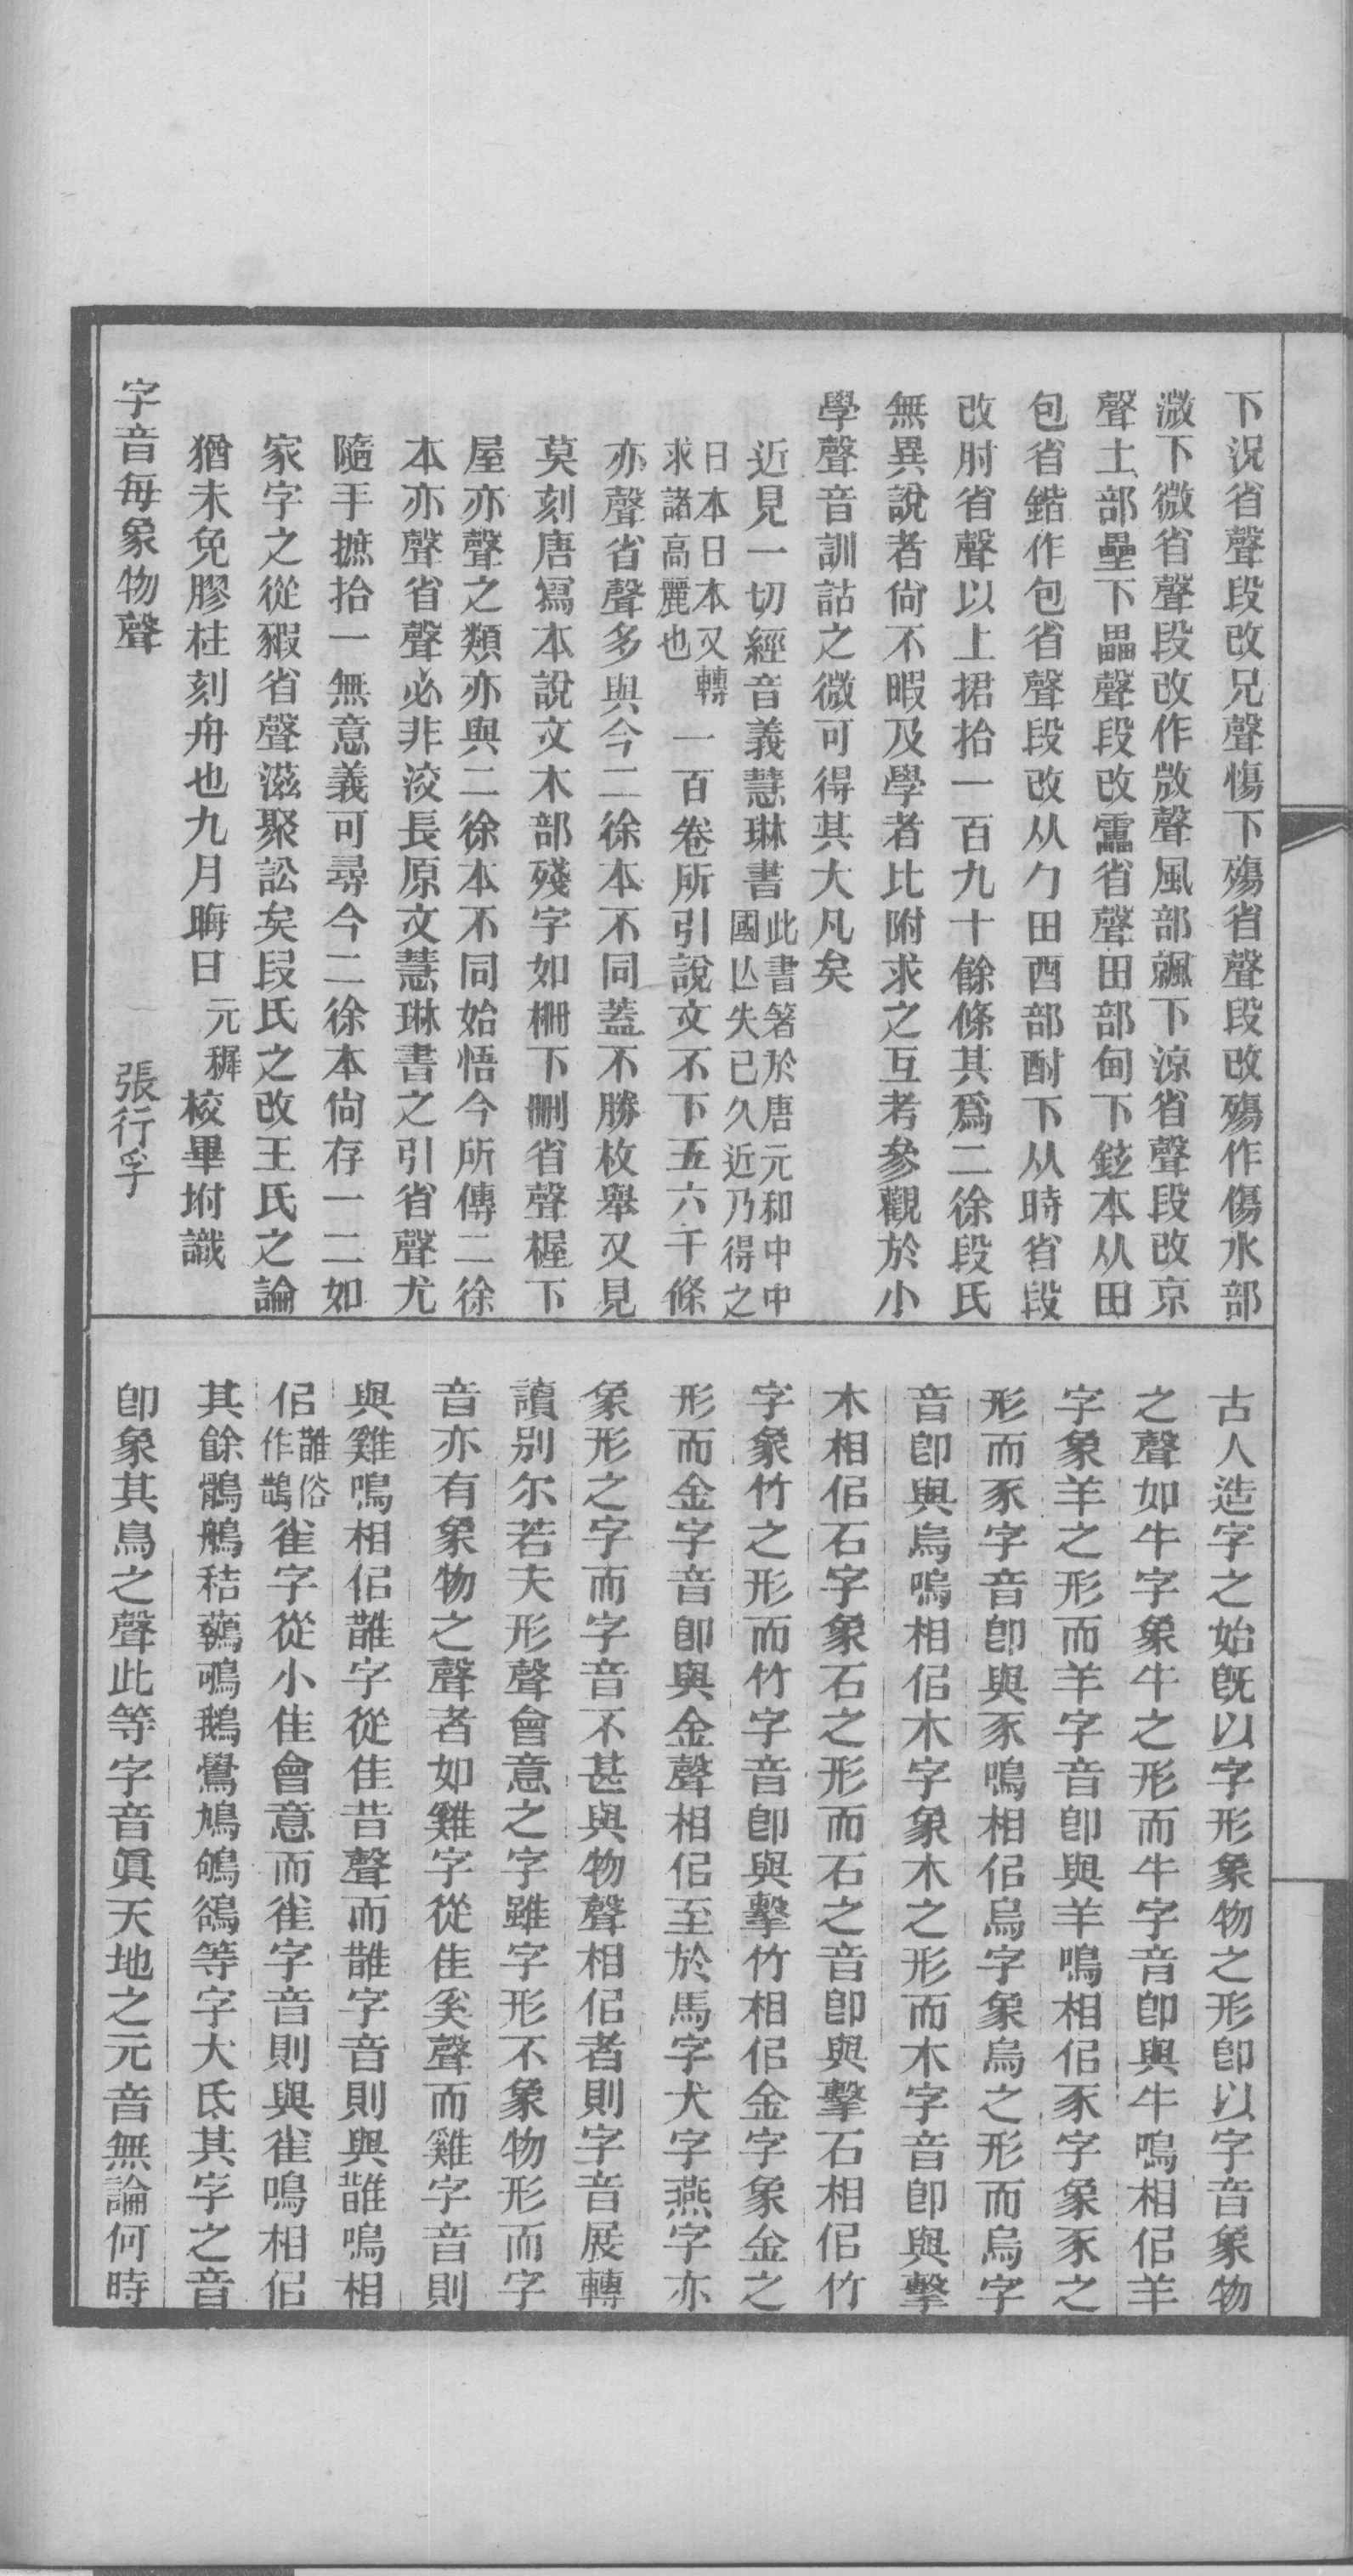 下況省聲段改兄聲慯下殤省聲段改殤作傷水部
溦下微省聲段改作㪿聲風部䬅下涼省聲段改京
聲土部壘下畾聲段改靁省聲田部甸下鉉本从田
包省鍇作包省聲段改从勹田酉部酎下从時省段
改肘省聲以上捃拾一百九十餘條其爲二徐段氏
無異說者尙不暇及學者比附求之互考參觀於小
學聲音訓詁之微可得其大凡矣
近見一切經音義慧琳書此書箸於唐元和中中國亾失已久近乃得之
日本日本又轉求諸高麗也一百卷所引說文不下五六千條
亦聲省聲多與今二徐本不同蓋不勝枚舉又見
莫刻唐寫本說文木部殘字如柵下刪省聲楃下
屋亦聲之類亦與二徐本不同始悟今所傳二徐
本亦聲省聲必非洨長原文慧琳書之引省聲尤
隨手摭拾一無意義可尋今二徐本尙存一二如
家字之從豭省聲滋聚訟矣段氏之改王氏之論
猶未免膠柱刻舟也九月晦日元穉校畢坿識
字音每象物聲　張行孚
古人造字之始旣以字形象物之形卽以字音象物
之聲如牛字象牛之形而牛字音卽與牛鳴相佀羊
字象羊之形而羊字音卽與羊鳴相佀豕字象豕之
形而豕字音卽與豕鳴相佀烏字象烏之形而烏字
音卽與烏鳴相佀木字象木之形而木字音卽與擊
木相佀石字象石之形而石之音卽與擊石相佀竹
字象竹之形而竹字音卽與擊竹相佀金字象金之
形而金字音卽與金聲相佀至於馬字犬字燕字亦
象形之字而字音不甚與物聲相佀者則字音展轉
讀别尔若夫形聲會意之字雖字形不象物形而字
音亦有象物之聲者如雞字從隹奚聲而雞字音則
與雞鳴相佀䧿字從隹昔聲而䧿字音則與䧿鳴相
佀䧿俗作鵲雀字從小隹會意而雀字音則與雀鳴相佀
其餘鶻鵃秸鶔鴟鵝鷽鳩鴝鵒等字大氐其字之音
卽象其鳥之聲此等字音眞天地之元音無論何時